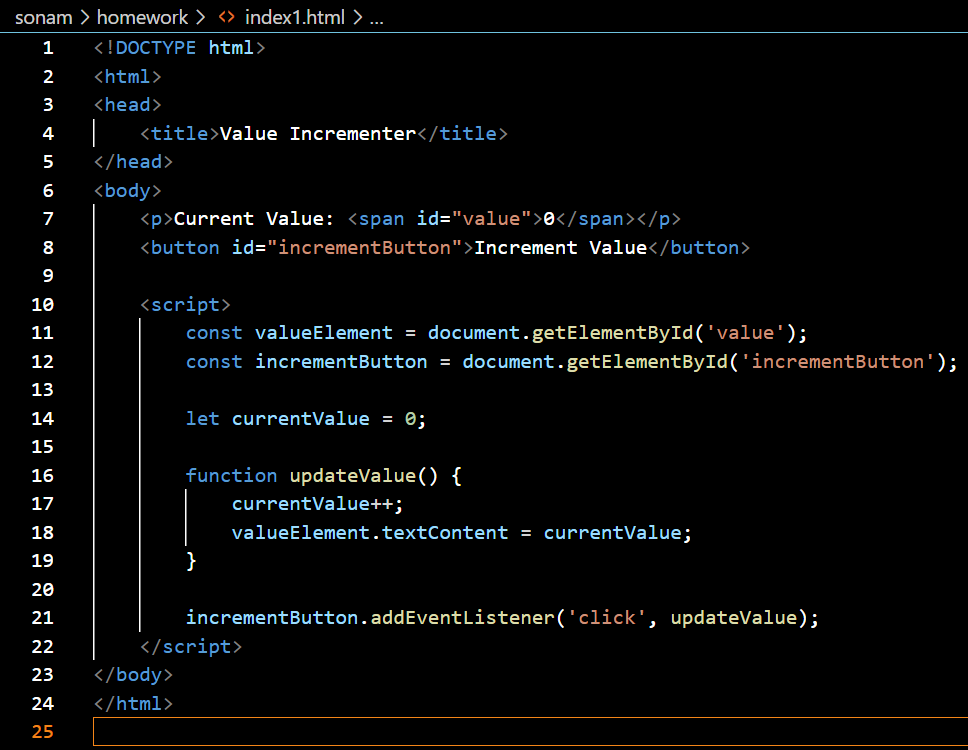 sonam > homework > <> index1.html > ...
1 <!DOCTYPE html>
2 <html>
3 <head>
4     <title>Value Incrementer</title>
5 </head>
6 <body>
7     <p>Current Value: <span id="value">0</span></p>
8     <button id="incrementButton">Increment Value</button>
9
10     <script>
11         const valueElement = document.getElementById('value');
12         const incrementButton = document.getElementById('incrementButton');
13
14         let currentValue = 0;
15
16         function updateValue() {
17             currentValue++;
18             valueElement.textContent = currentValue;
19         }
20
21         incrementButton.addEventListener('click', updateValue);
22     </script>
23 </body>
24 </html>
25